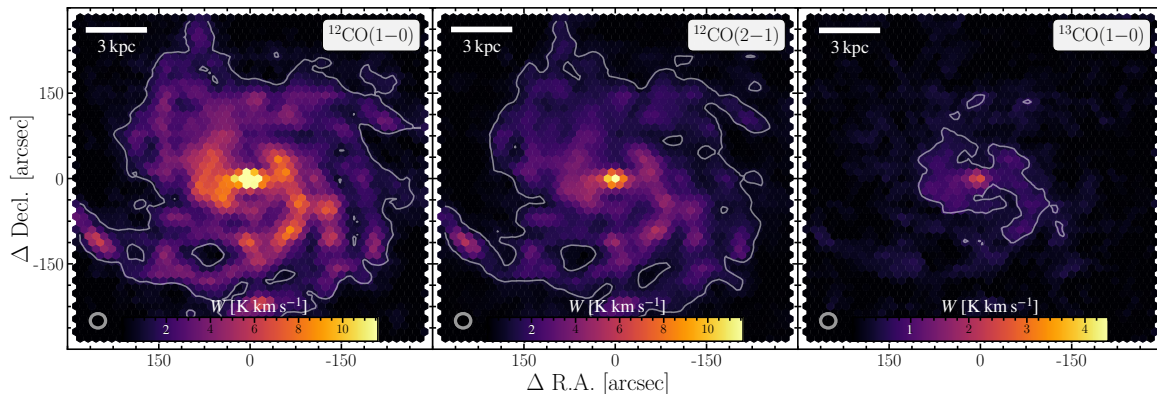 3 kpc
¹²CO(1−0)
3 kpc
¹²CO(2−1)
3 kpc
¹³CO(1−0)
Δ Decl. [arcsec]
150
0
-150
W [K km s⁻¹]
2 4 6 8 10
W [K km s⁻¹]
2 4 6 8 10
W [K km s⁻¹]
1 2 3 4
150 0 -150
150 0 -150
150 0 -150
Δ R.A. [arcsec]